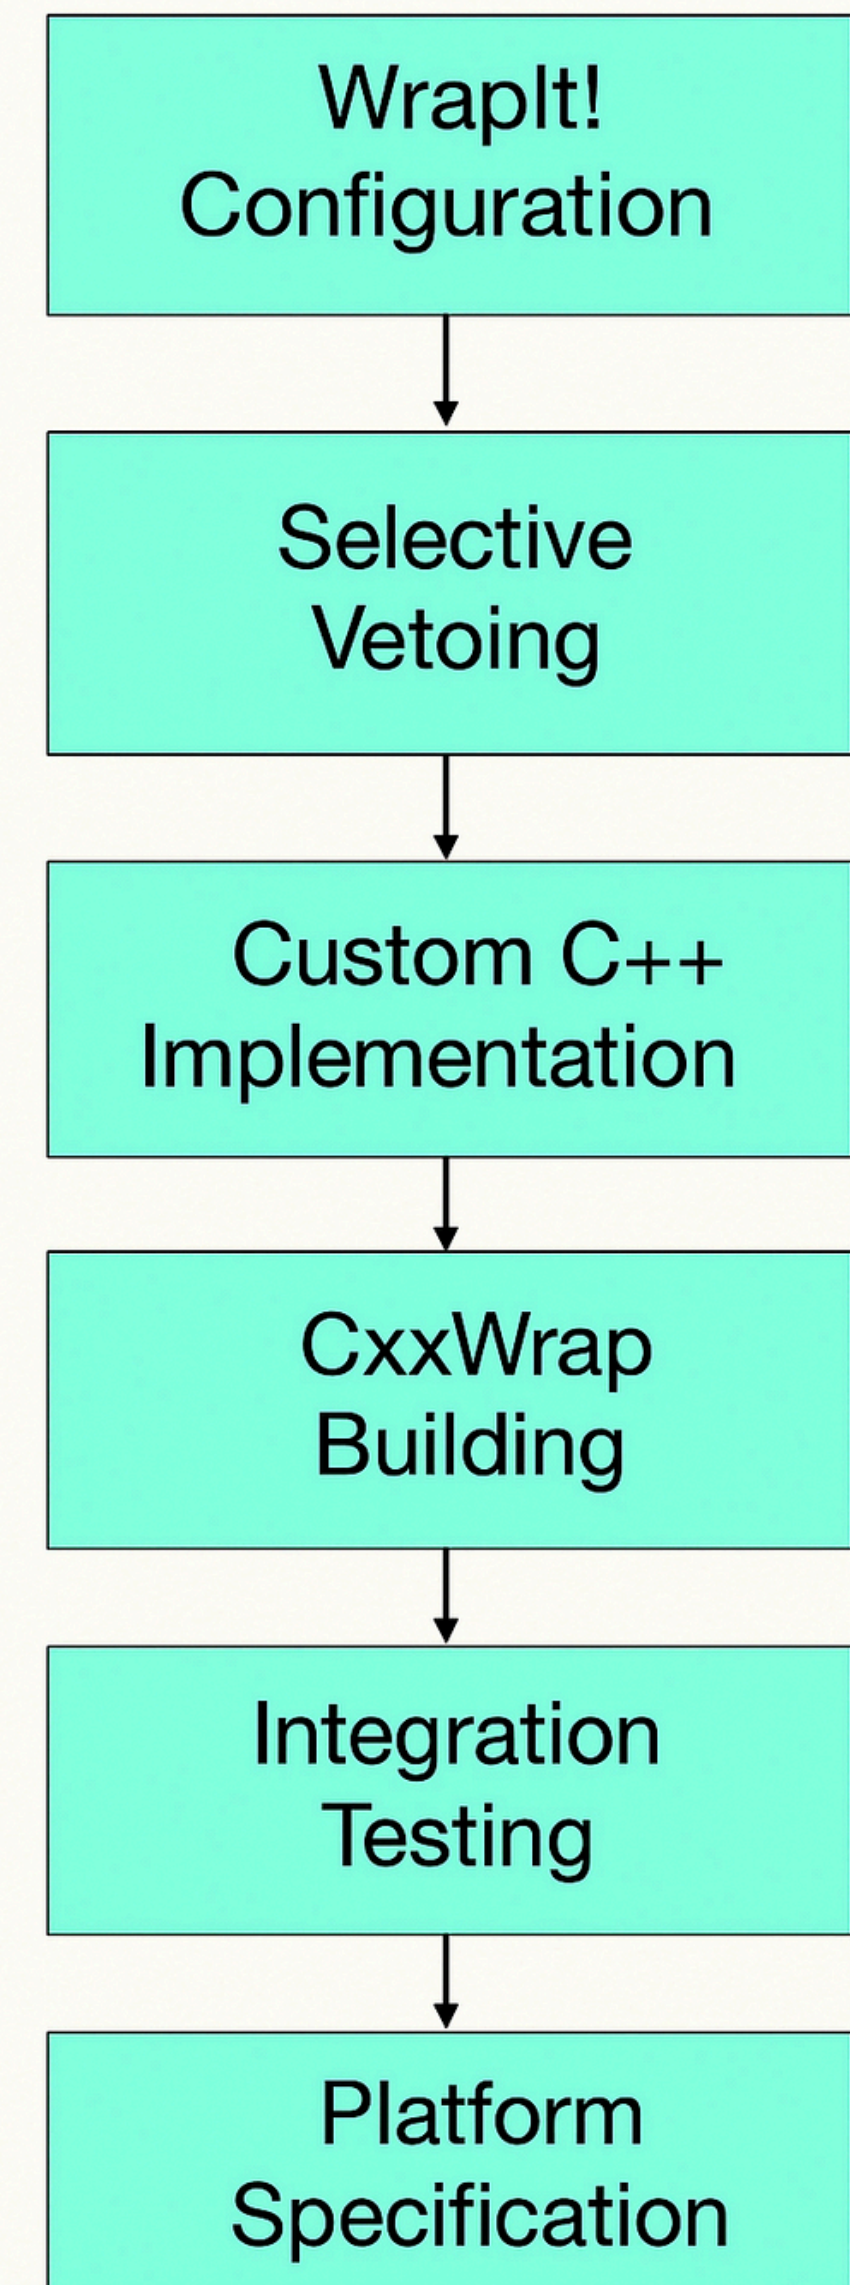 WrapIt!
Configuration
Selective
Vetoing
Custom C++
Implementation
CxxWrap
Building
Integration
Testing
Platform
Specification